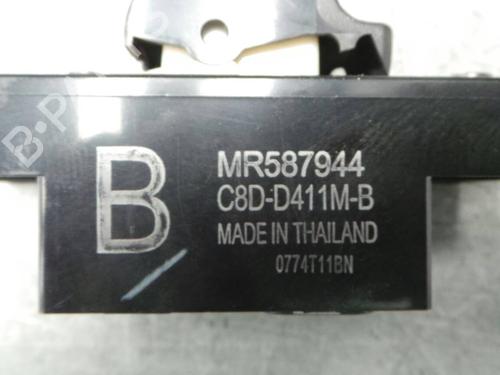 B
MR587944
C8D-D411M-B
MADE IN THAILAND
0774T11BN